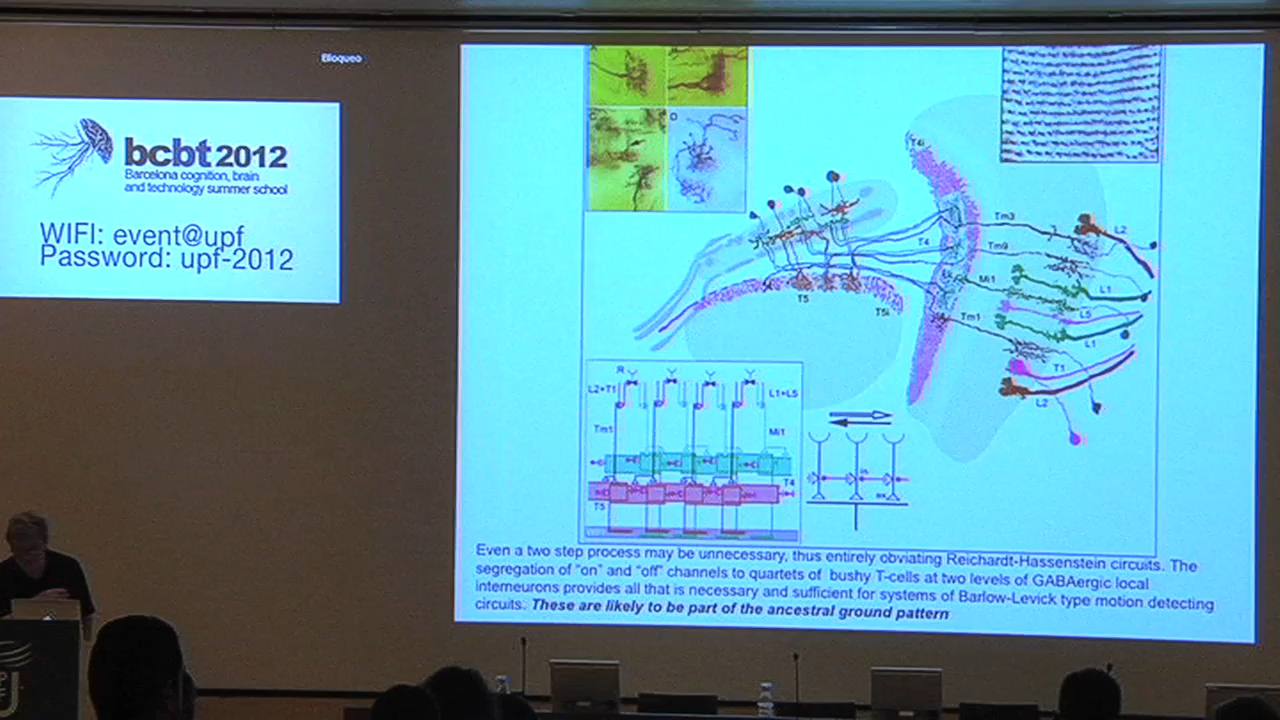 Bloqueo
bcbt 2012
Barcelona cognition, brain
and technology summer school
WIFI: event@upf
Password: upf-2012
A
C
D
T4i
Tm3
L2
T4
Tm9
Mi1
L1
T5
T5i
L5
Tm1
L1
T1
L2
R
L2+T1
L1+L5
Tm1
Mi1
T4
T5
Even a two step process may be unnecessary, thus entirely obviating Reichardt-Hassenstein circuits. The
segregation of "on" and "off" channels to quartets of bushy T-cells at two levels of GABAergic local
interneurons provides all that is necessary and sufficient for systems of Barlow-Levick type motion detecting
circuits. These are likely to be part of the ancestral ground pattern
U